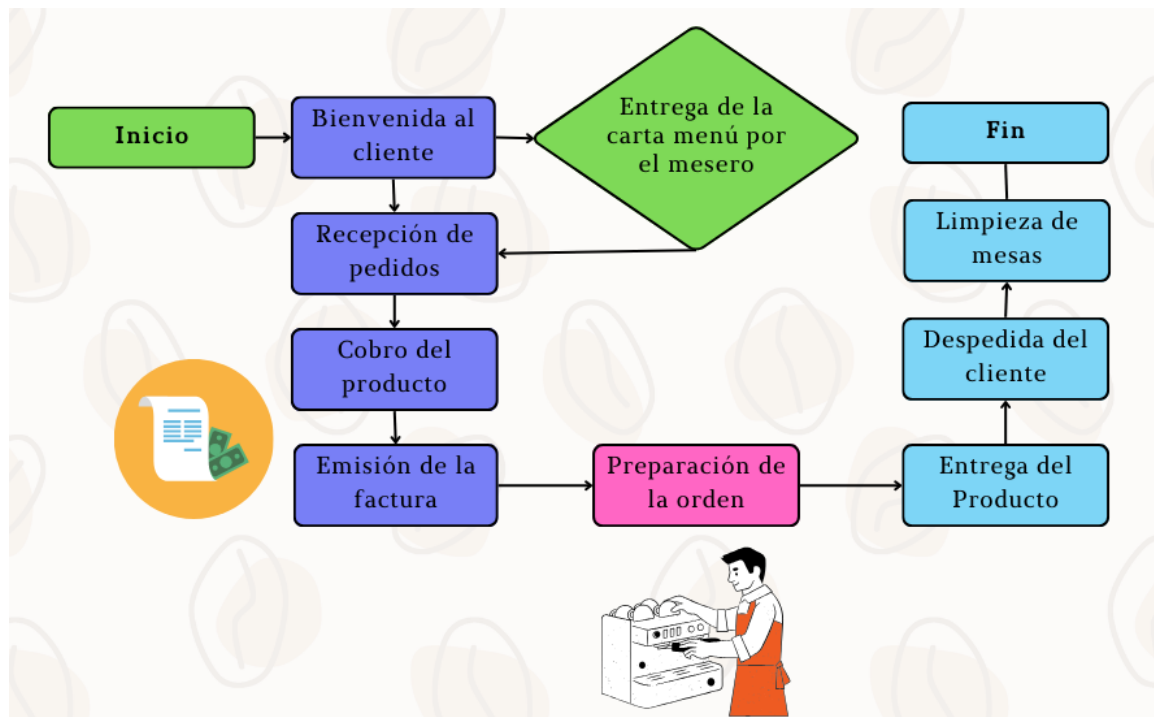 Inicio
Bienvenida al
cliente
Entrega de la
carta menú por
el mesero
Recepción de
pedidos
Cobro del
producto
Emisión de la
factura
Preparación de
la orden
Entrega del
Producto
Despedida del
cliente
Limpieza de
mesas
Fin